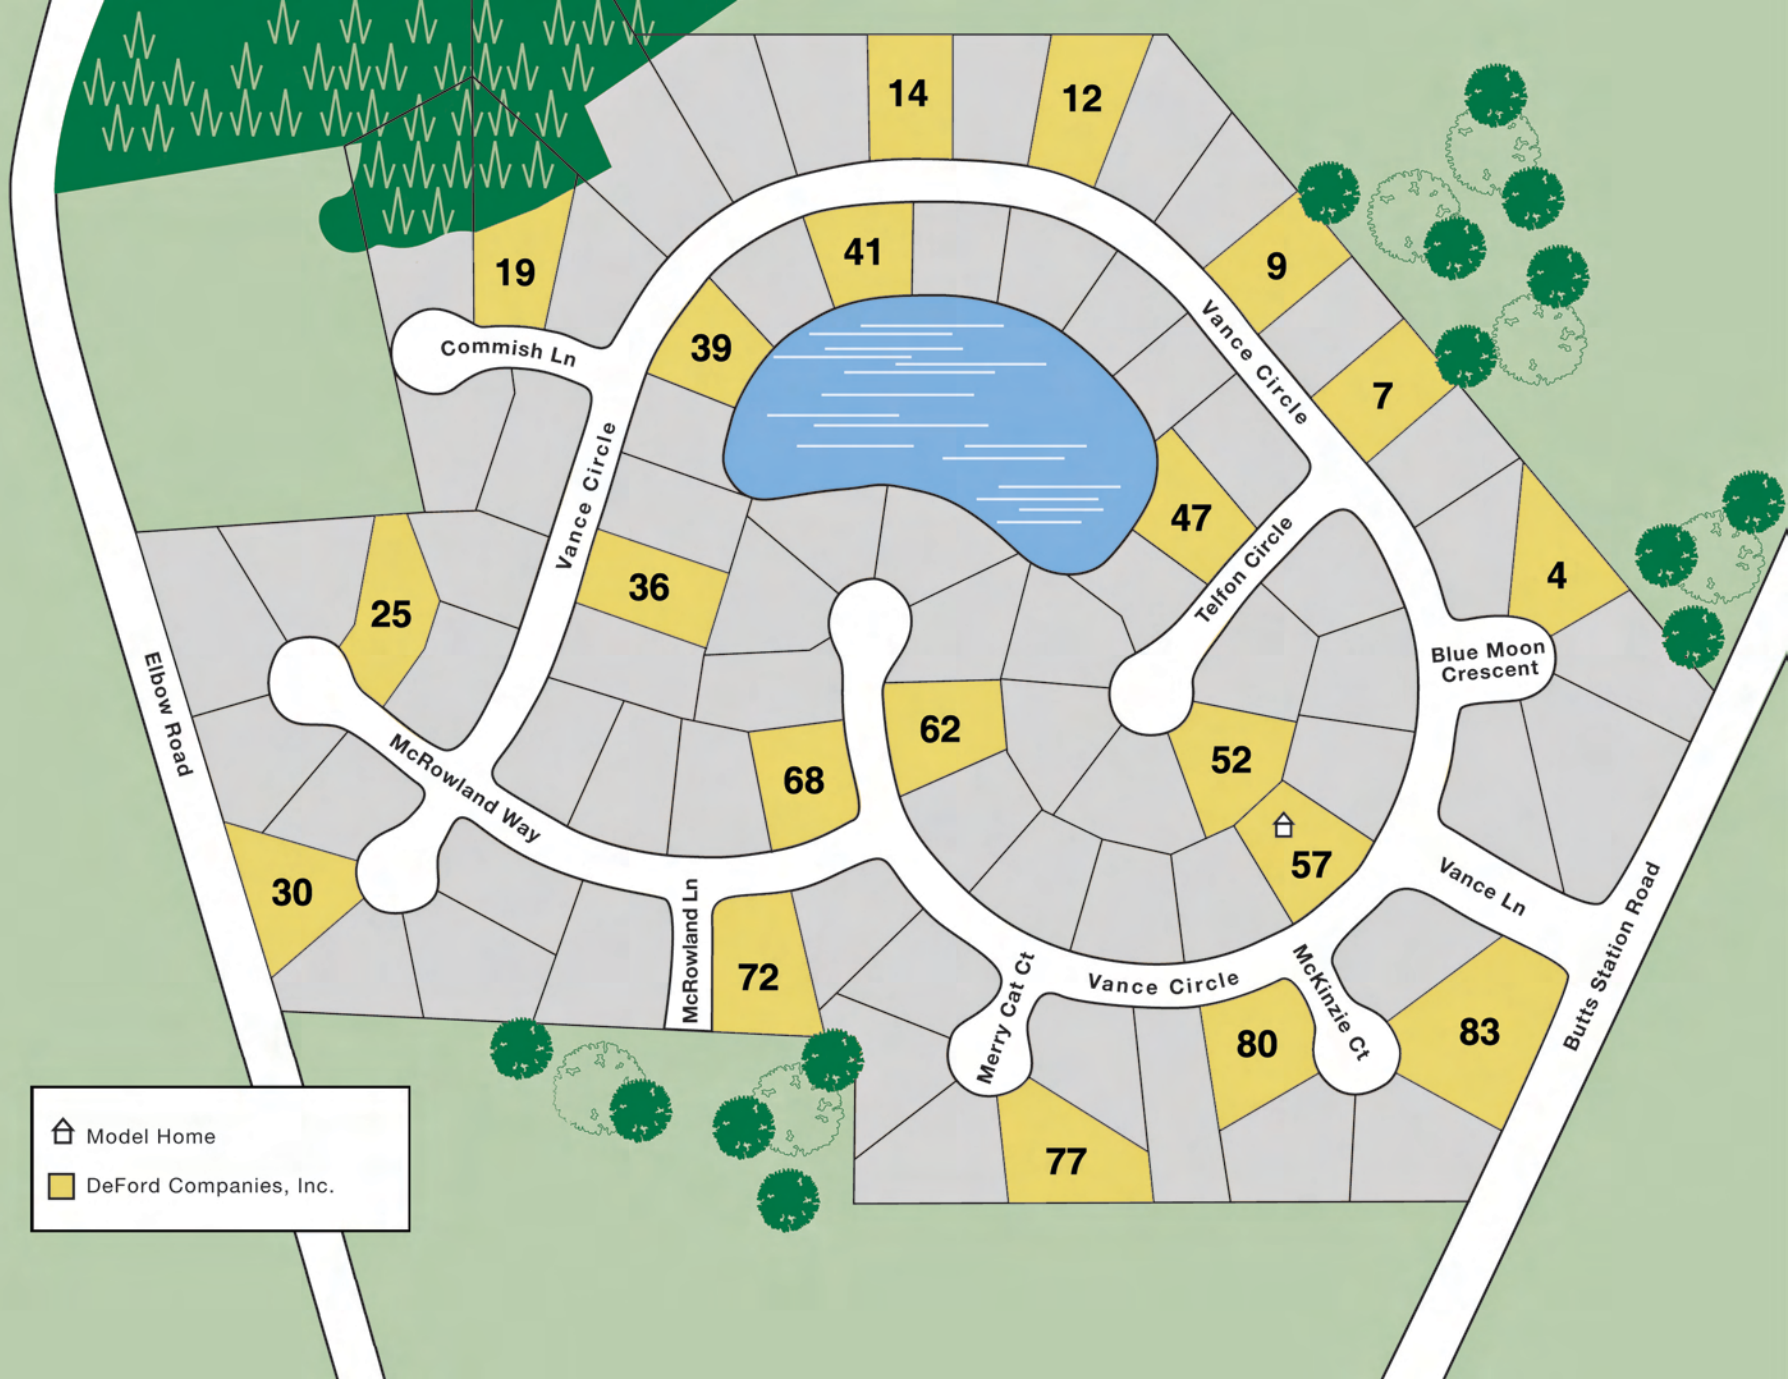 14
12
9
41
19
Commish Ln
39
Vance Circle
7
Vance Circle
47
Telfon Circle
4
36
25
Blue Moon
Crescent
Elbow Road
McRowland Way
62
68
52
57
30
Vance Ln
Butts Station Road
McRowland Ln
72
Merry Cat Ct
Vance Circle
McKinzie Ct
80
83
77
Model Home
DeFord Companies, Inc.